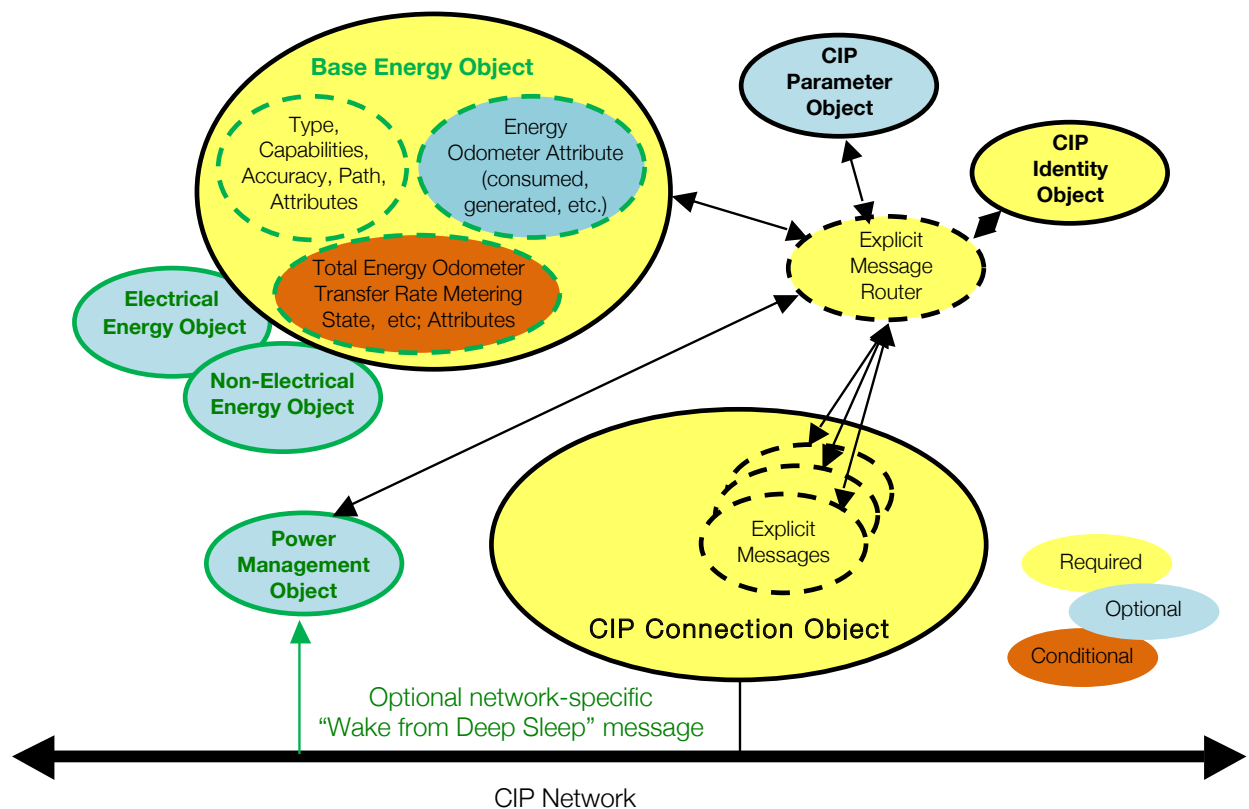 Base Energy Object
Type,
Capabilities,
Accuracy, Path,
Attributes
Energy
Odometer Attribute
(consumed,
generated, etc.)
Total Energy Odometer
Transfer Rate Metering
State, etc; Attributes
Electrical
Energy Object
Non-Electrical
Energy Object
CIP
Parameter
Object
CIP
Identity
Object
Explicit
Message
Router
Power
Management
Object
Explicit
Messages
CIP Connection Object
Required
Optional
Conditional
Optional network-specific
“Wake from Deep Sleep” message
CIP Network